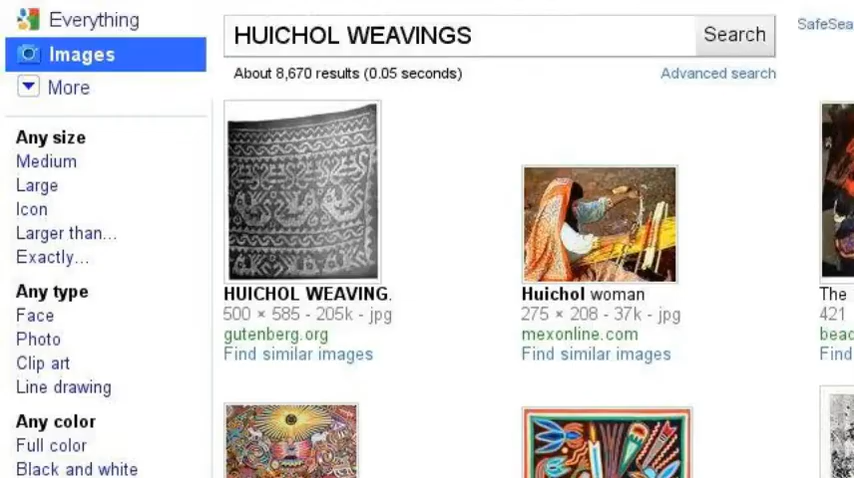 Everything
Images
More
Any size
Medium
Large
Icon
Larger than...
Exactly...
Any type
Face
Photo
Clip art
Line drawing
Any color
Full color
Black and white
HUICHOL WEAVINGS
Search
SafeSea
About 8,670 results (0.05 seconds)
Advanced search
HUICHOL WEAVING.
500 × 585 - 205k - jpg
gutenberg.org
Find similar images
Huichol woman
275 × 208 - 37k - jpg
mexonline.com
Find similar images
The
421
beac
Find